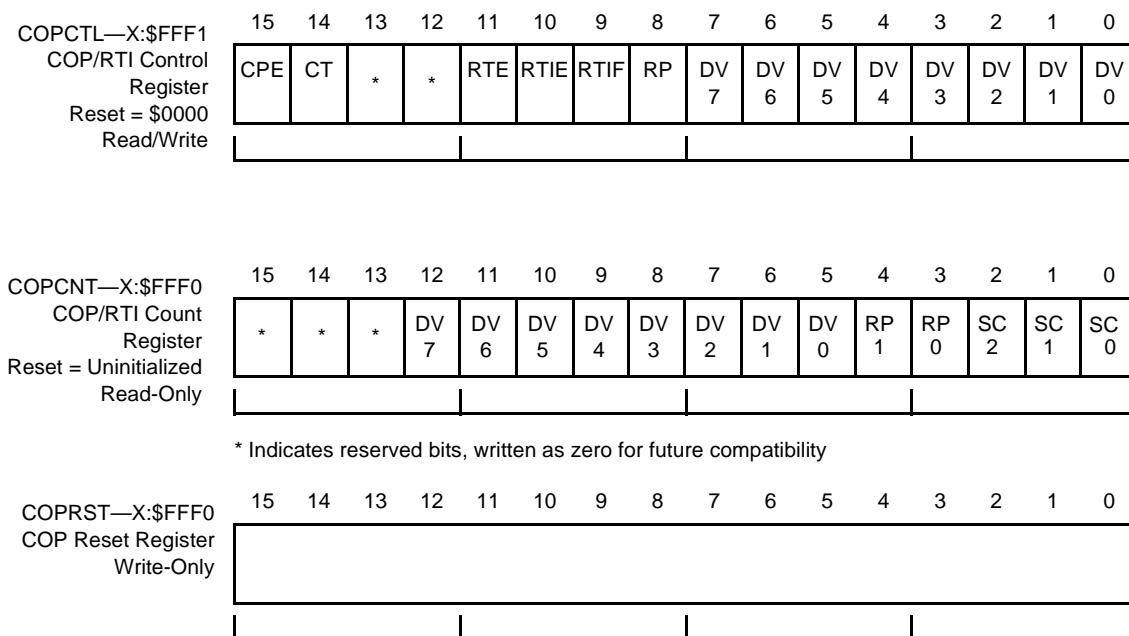 COPCTL—X:$FFF1
COP/RTI Control
Register
Reset = $0000
Read/Write
15 14 13 12 11 10 9 8 7 6 5 4 3 2 1 0
CPE CT * * RTE RTIE RTIF RP DV 7 DV 6 DV 5 DV 4 DV 3 DV 2 DV 1 DV 0
COPCNT—X:$FFF0
COP/RTI Count
Register
Reset = Uninitialized
Read-Only
15 14 13 12 11 10 9 8 7 6 5 4 3 2 1 0
* * * DV 7 DV 6 DV 5 DV 4 DV 3 DV 2 DV 1 DV 0 RP 1 RP 0 SC 2 SC 1 SC 0
* Indicates reserved bits, written as zero for future compatibility
COPRST—X:$FFF0
COP Reset Register
Write-Only
15 14 13 12 11 10 9 8 7 6 5 4 3 2 1 0